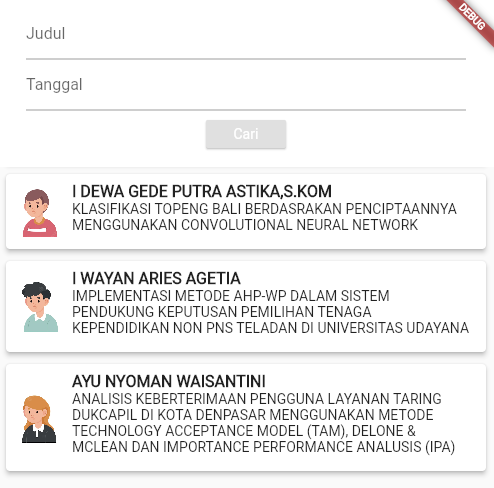 DEBUG
Judul
Tanggal
Cari
I DEWA GEDE PUTRA ASTIKA,S.KOM
KLASIFIKASI TOPENG BALI BERDASRAKAN PENCIPTAANNYA
MENGGUNAKAN CONVOLUTIONAL NEURAL NETWORK
I WAYAN ARIES AGETIA
IMPLEMENTASI METODE AHP-WP DALAM SISTEM
PENDUKUNG KEPUTUSAN PEMILIHAN TENAGA
KEPENDIDIKAN NON PNS TELADAN DI UNIVERSITAS UDAYANA
AYU NYOMAN WAISANTINI
ANALISIS KEBERTERIMAAN PENGGUNA LAYANAN TARING
DUKCAPIL DI KOTA DENPASAR MENGGUNAKAN METODE
TECHNOLOGY ACCEPTANCE MODEL (TAM), DELONE &
MCLEAN DAN IMPORTANCE PERFORMANCE ANALUSIS (IPA)